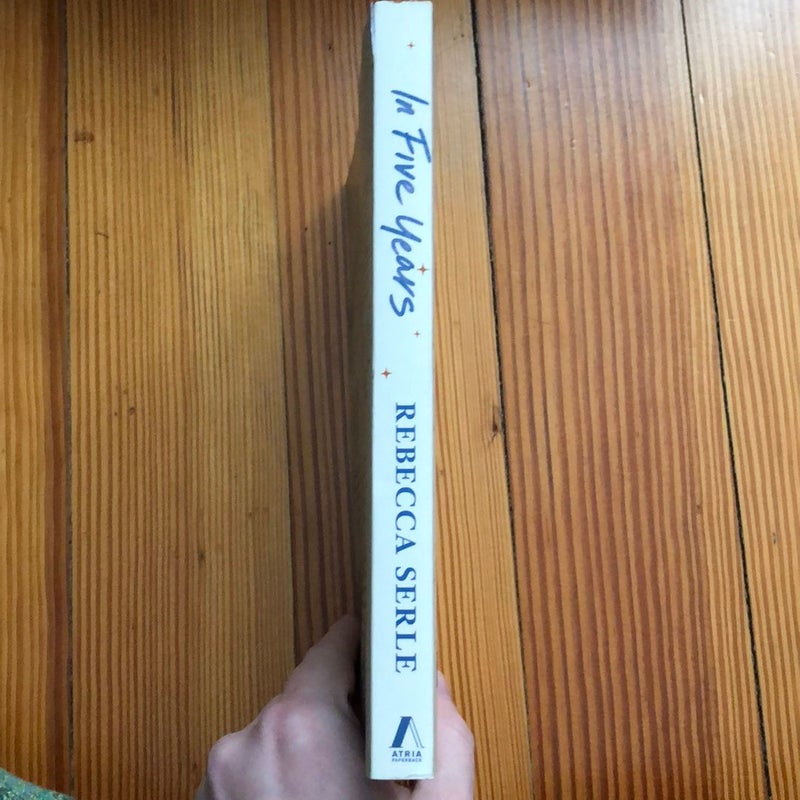 In Five Years
REBECCA SERLE
ATRIA
PAPERBACK